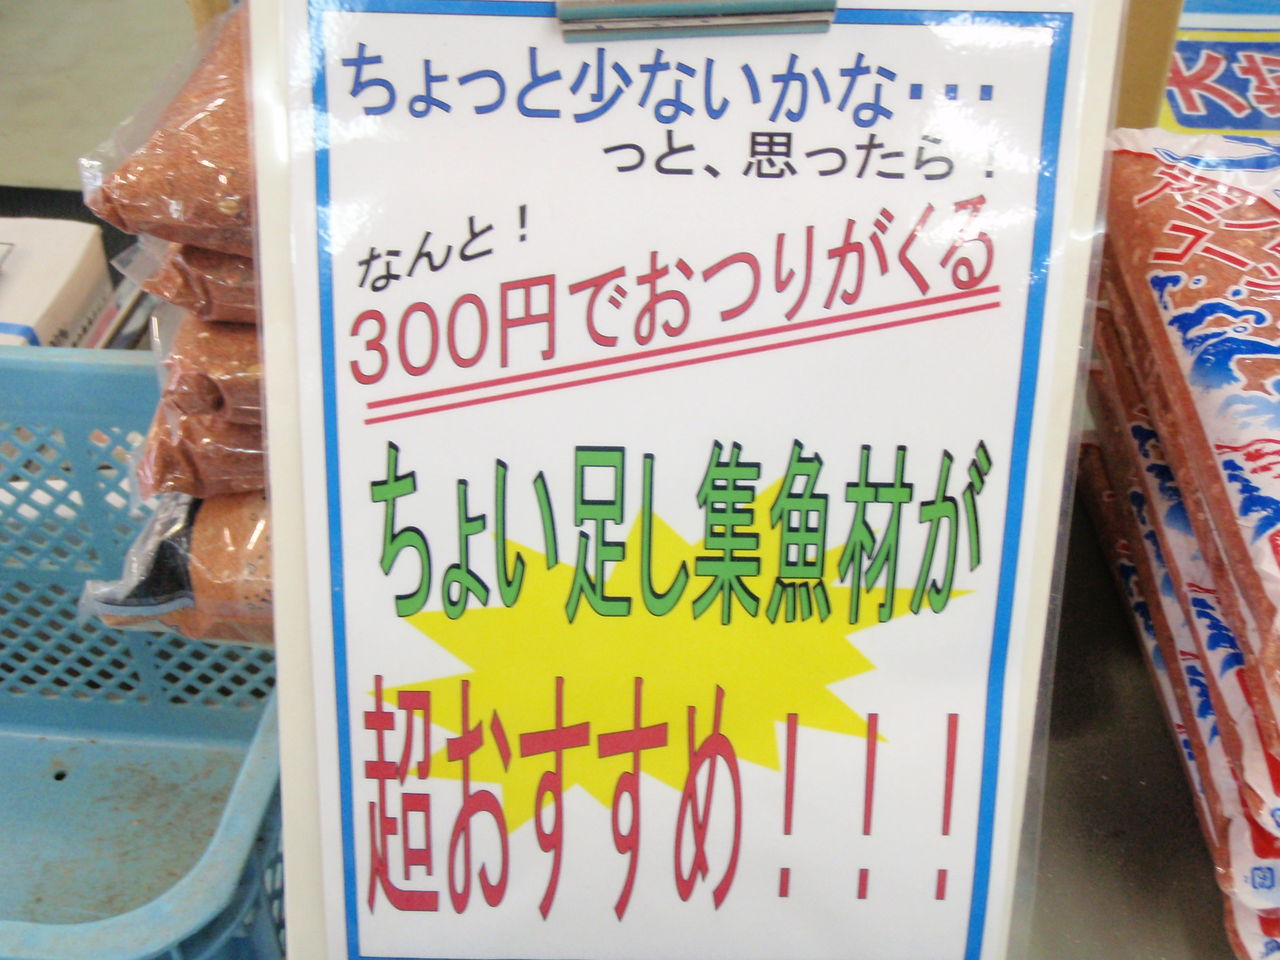 ちょっと少ないかな・・・
っと、思ったら！
なんと！
300円でおつりがくる
ちょい足し集魚材が
超おすすめ！！！